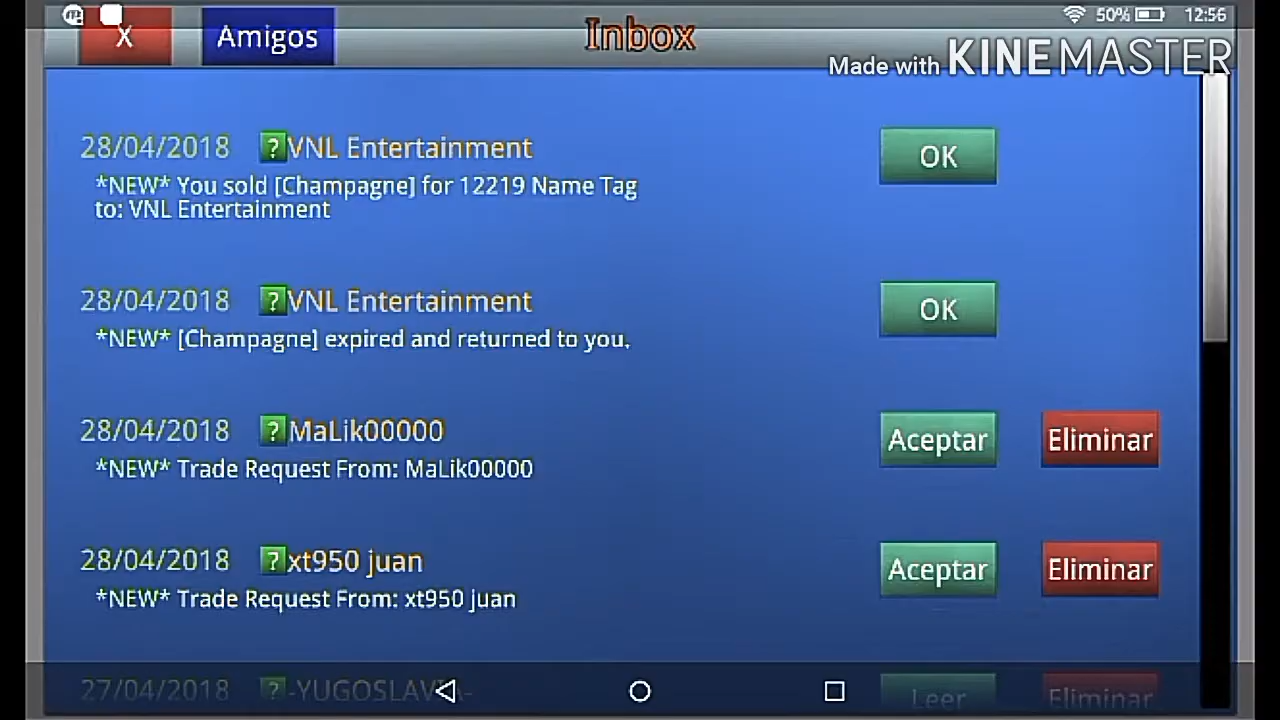 50% 12:56
X Amigos Inbox
Made with KINEMASTER
28/04/2018 ? VNL Entertainment OK
*NEW* You sold [Champagne] for 12219 Name Tag
to: VNL Entertainment
28/04/2018 ? VNL Entertainment OK
*NEW* [Champagne] expired and returned to you.
28/04/2018 ? MaLik00000 Aceptar Eliminar
*NEW* Trade Request From: MaLik00000
28/04/2018 ? xt950 juan Aceptar Eliminar
*NEW* Trade Request From: xt950 juan
27/04/2018 ? Leer Eliminar